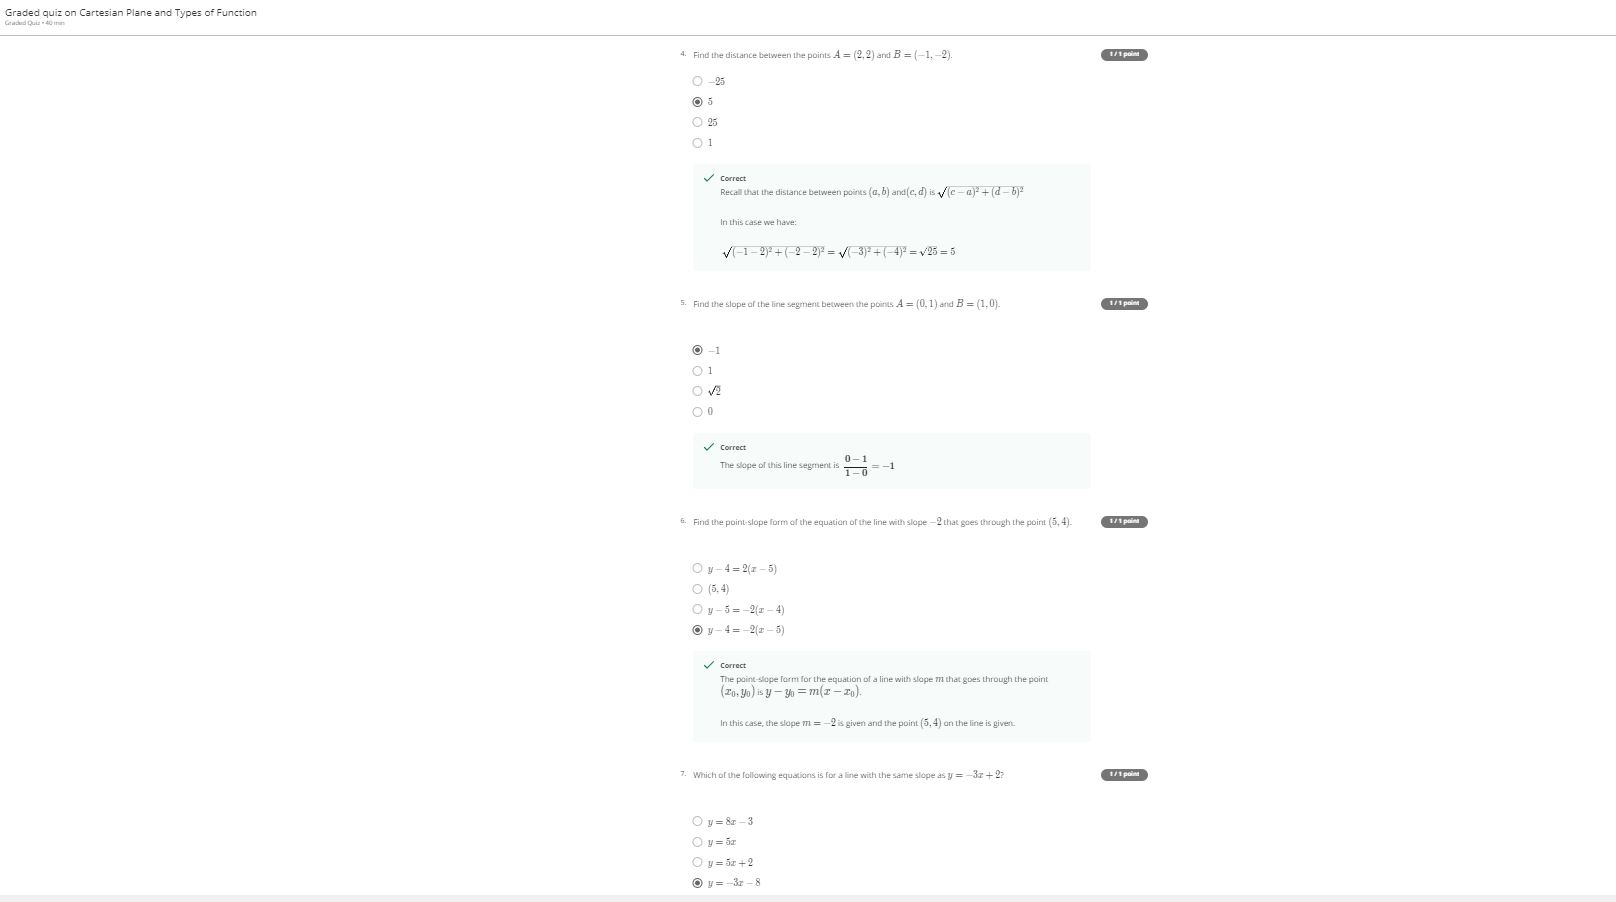 Graded quiz on Cartesian Plane and Types of Function
Graded Quiz • 40 min
4. Find the distance between the points A = (2, 2) and B = (−1, −2). 1 / 1 point
−25
5
25
1
Correct
Recall that the distance between points (a, b) and(c, d) is √(c − a)² + (d − b)²
In this case we have:
√(−1 − 2)² + (−2 − 2)² = √(−3)² + (−4)² = √25 = 5
5. Find the slope of the line segment between the points A = (0, 1) and B = (1, 0). 1 / 1 point
−1
1
√2
0
Correct
The slope of this line segment is (0 − 1)/(1 − 0) = −1
6. Find the point-slope form of the equation of the line with slope −2 that goes through the point (5, 4). 1 / 1 point
y − 4 = 2(x − 5)
(5, 4)
y − 5 = −2(x − 4)
y − 4 = −2(x − 5)
Correct
The point-slope form for the equation of a line with slope m that goes through the point
(x₀, y₀) is y − y₀ = m(x − x₀).
In this case, the slope m = −2 is given and the point (5, 4) on the line is given.
7. Which of the following equations is for a line with the same slope as y = −3x + 2? 1 / 1 point
y = 8x − 3
y = 5x
y = 5x + 2
y = −3x − 8